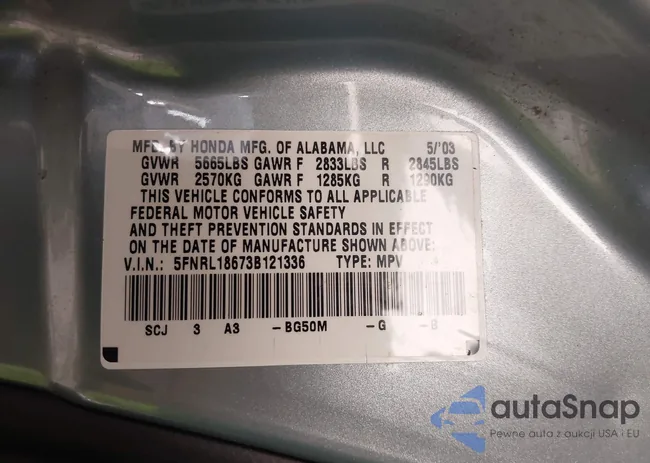 MFD. BY HONDA MFG. OF ALABAMA, LLC 5/'03
GVWR 5665LBS GAWR F 2833LBS R 2845LBS
GVWR 2570KG GAWR F 1285KG R 1290KG
THIS VEHICLE CONFORMS TO ALL APPLICABLE
FEDERAL MOTOR VEHICLE SAFETY
AND THEFT PREVENTION STANDARDS IN EFFECT
ON THE DATE OF MANUFACTURE SHOWN ABOVE.
V.I.N.: 5FNRL18673B121336 TYPE: MPV
SCJ 3 A3 -BG50M -G -B
autaSnap
Pewne auta z aukcji USA i EU